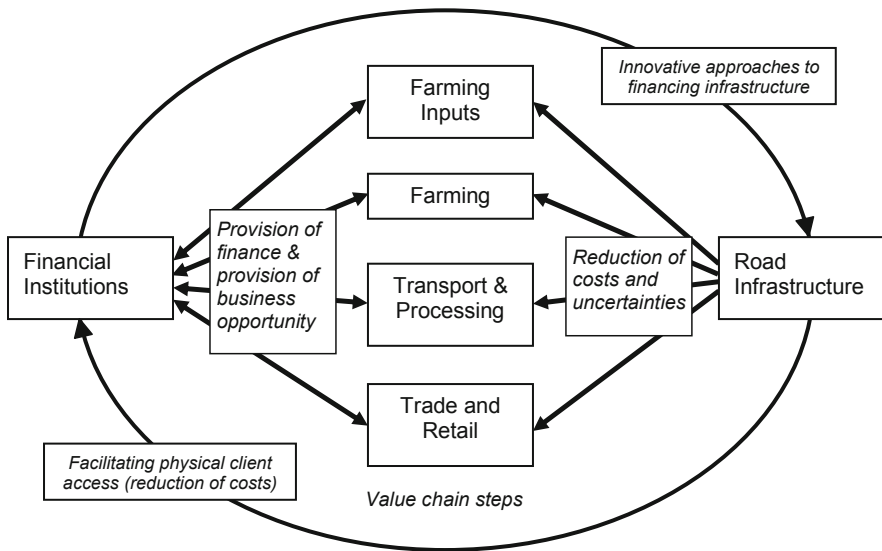 Innovative approaches to
financing infrastructure
Farming
Inputs
Farming
Provision of
finance &
provision of
business
opportunity
Financial
Institutions
Transport &
Processing
Reduction of
costs and
uncertainties
Road
Infrastructure
Trade and
Retail
Facilitating physical client
access (reduction of costs)
Value chain steps